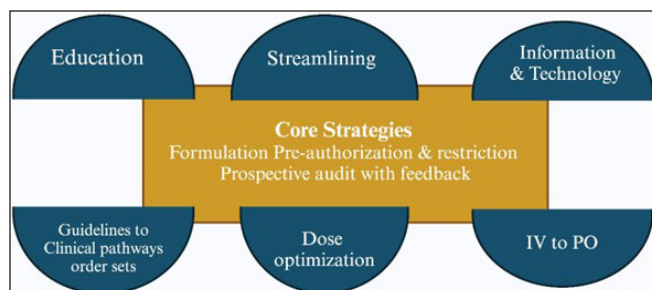 Education
Streamlining
Information
& Technology
Core Strategies
Formulation Pre-authorization & restriction
Prospective audit with feedback
Guidelines to
Clinical pathways
order sets
Dose
optimization
IV to PO